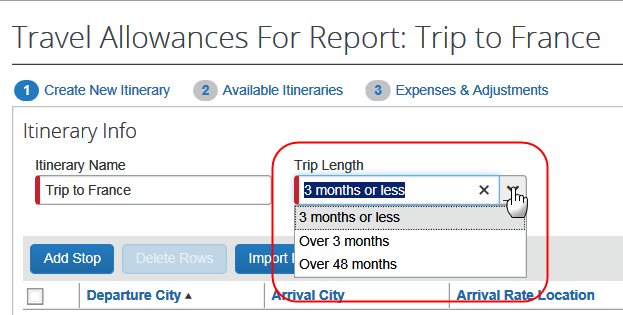 Travel Allowances For Report: Trip to France
1 Create New Itinerary 2 Available Itineraries 3 Expenses & Adjustments
Itinerary Info
Itinerary Name Trip Length
Trip to France 3 months or less
3 months or less
Over 3 months
Over 48 months
Add Stop Delete Rows Import
Departure City Arrival City Arrival Rate Location